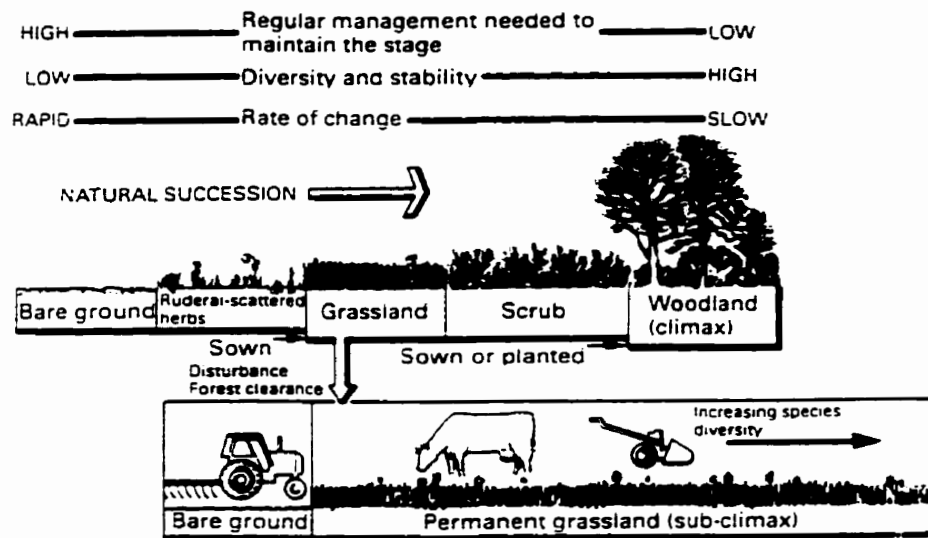 HIGH Regular management needed to LOW
maintain the stage
LOW Diversity and stability HIGH
RAPID Rate of change SLOW
NATURAL SUCCESSION
Bare ground Ruderal-scattered Grassland Scrub Woodland
herbs (climax)
Sown Sown or planted
Disturbance
Forest clearance
Increasing species
diversity
Bare ground Permanent grassland (sub-climax)